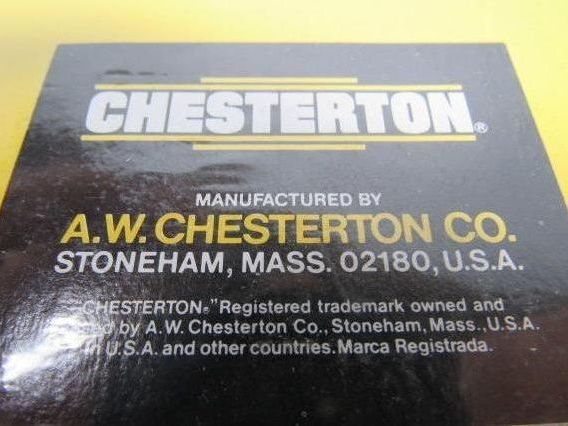 CHESTERTON®
MANUFACTURED BY
A.W. CHESTERTON CO.
STONEHAM, MASS. 02180, U.S.A.
"CHESTERTON®" Registered trademark owned and
by A.W. Chesterton Co., Stoneham, Mass., U.S.A.
in U.S.A. and other countries. Marca Registrada.